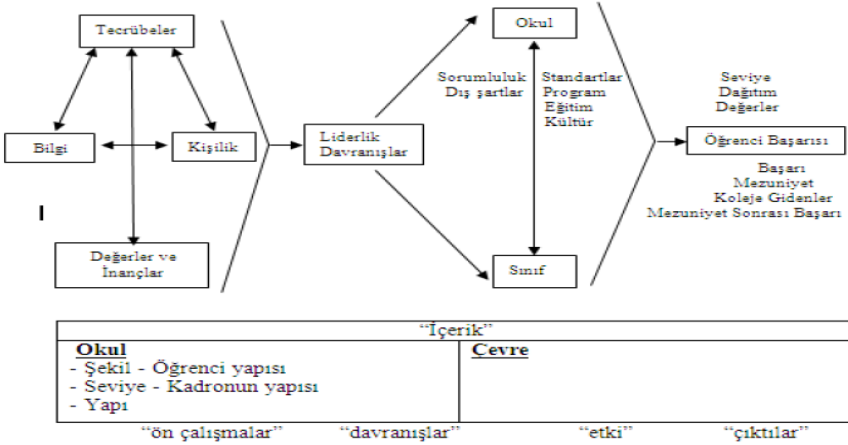 Tecrübeler
Okul
Sorumluluk
Dış şartlar
Standartlar
Program
Eğitim
Kültür
Seviye
Dağıtım
Değerler
Bilgi
Kişilik
Liderlik
Davranışlar
Öğrenci Başarısı
Başarı
Mezuniyet
Koleje Gidenler
Mezuniyet Sonrası Başarı
Değerler ve
İnançlar
Sınıf
“İçerik”
Okul
- Şekil - Öğrenci yapısı
- Seviye - Kadronun yapısı
- Yapı
Çevre
“ön çalışmalar” “davranışlar” “etki” “çıktılar”